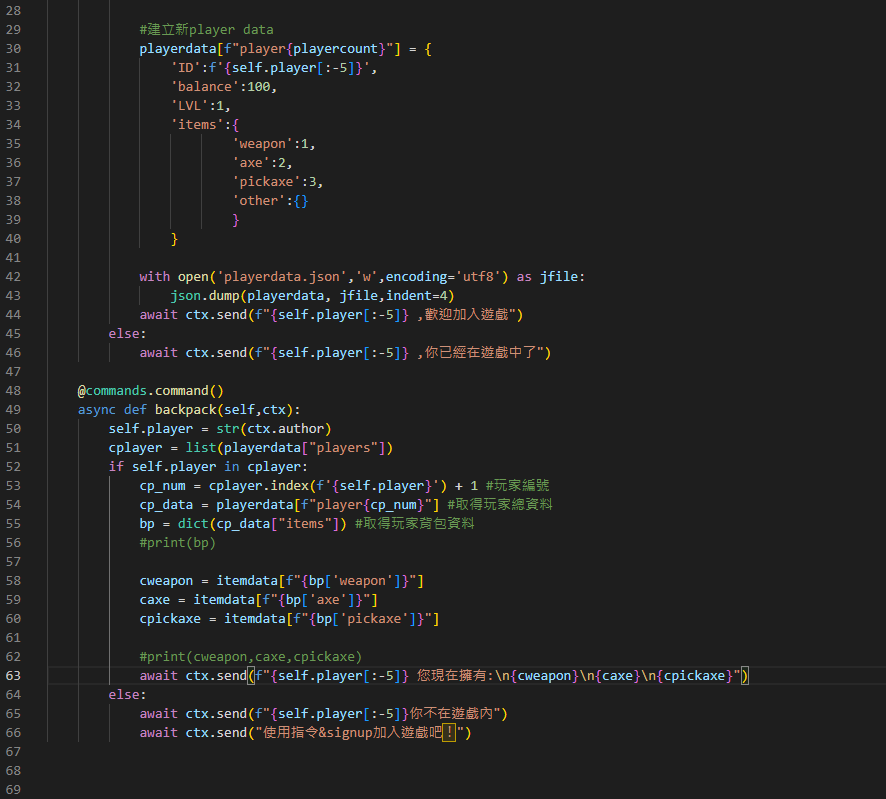 28
29 #建立新player data
30 playerdata[f"player{playercount}"] = {
31 'ID':f'{self.player[:-5]}',
32 'balance':100,
33 'LVL':1,
34 'items':{
35 'weapon':1,
36 'axe':2,
37 'pickaxe':3,
38 'other':{}
39 }
40 }
41
42 with open('playerdata.json','w',encoding='utf8') as jfile:
43 json.dump(playerdata, jfile,indent=4)
44 await ctx.send(f"{self.player[:-5]} ,歡迎加入遊戲")
45 else:
46 await ctx.send(f"{self.player[:-5]} ,你已經在遊戲中了")
47
48 @commands.command()
49 async def backpack(self,ctx):
50 self.player = str(ctx.author)
51 cplayer = list(playerdata["players"])
52 if self.player in cplayer:
53 cp_num = cplayer.index(f'{self.player}') + 1 #玩家編號
54 cp_data = playerdata[f"player{cp_num}"] #取得玩家總資料
55 bp = dict(cp_data["items"]) #取得玩家背包資料
56 #print(bp)
57
58 cweapon = itemdata[f"{bp['weapon']}"]
59 caxe = itemdata[f"{bp['axe']}"]
60 cpickaxe = itemdata[f"{bp['pickaxe']}"]
61
62 #print(cweapon,caxe,cpickaxe)
63 await ctx.send(f"{self.player[:-5]} 您現在擁有:\n{cweapon}\n{caxe}\n{cpickaxe}")
64 else:
65 await ctx.send(f"{self.player[:-5]}你不在遊戲內")
66 await ctx.send("使用指令&signup加入遊戲吧！")
67
68
69